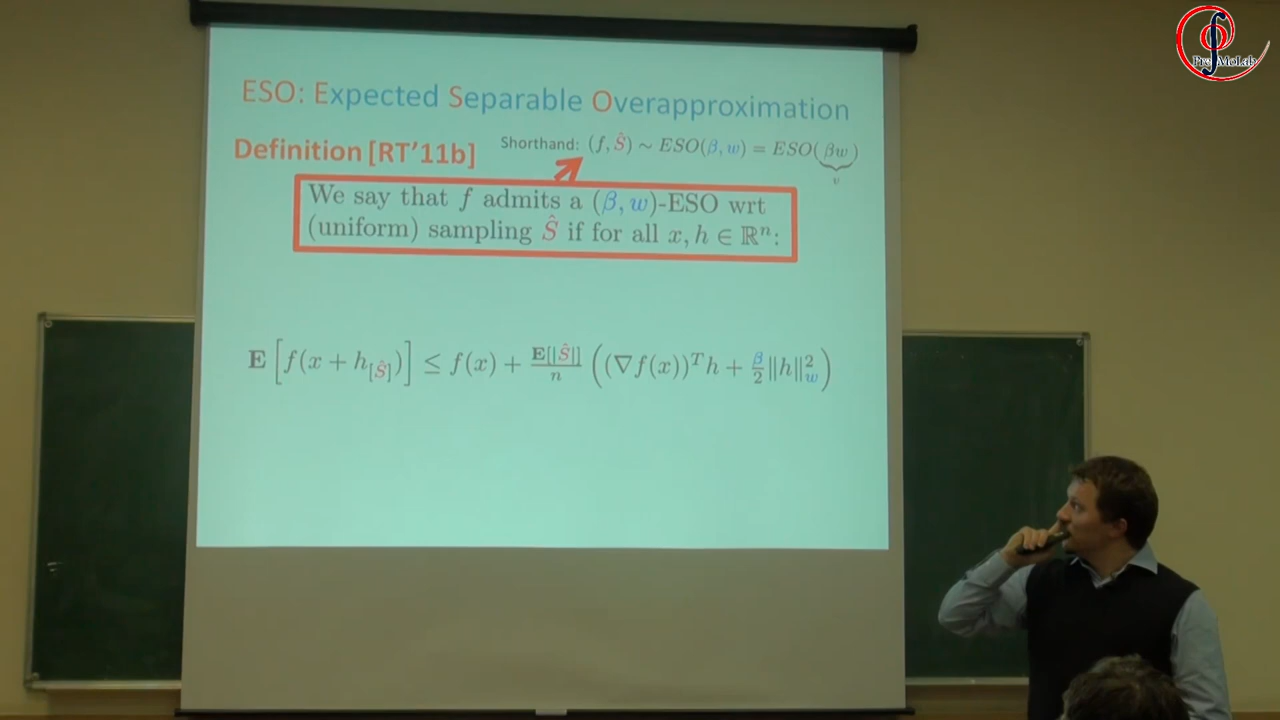 ESO: Expected Separable Overapproximation
Definition [RT'11b]
Shorthand: (f, Ŝ) ∼ ESO(β, w) = ESO(βw)
v
We say that f admits a (β, w)-ESO wrt
(uniform) sampling Ŝ if for all x, h ∈ ℝⁿ:
E[f(x + h_[Ŝ])] ≤ f(x) + E[|Ŝ|]/n ((∇f(x))ᵀh + β/2 ‖h‖²_w)
PreMoLab